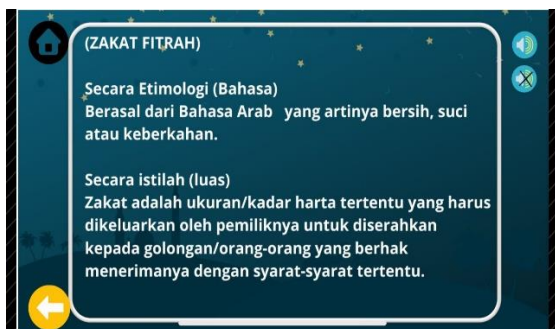 (ZAKAT FITRAH)
Secara Etimologi (Bahasa)
Berasal dari Bahasa Arab yang artinya bersih, suci
atau keberkahan.
Secara istilah (luas)
Zakat adalah ukuran/kadar harta tertentu yang harus
dikeluarkan oleh pemiliknya untuk diserahkan
kepada golongan/orang-orang yang berhak
menerimanya dengan syarat-syarat tertentu.